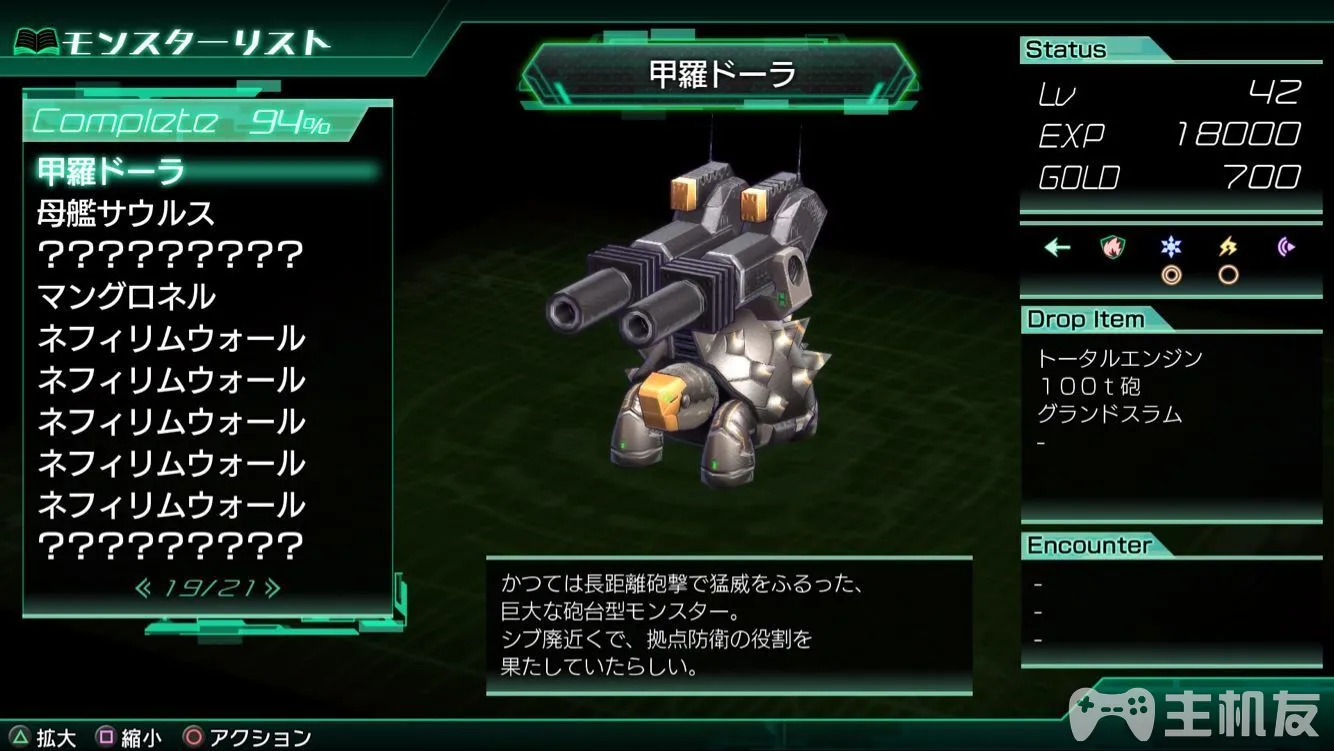 モンスターリスト
Complete 94%
甲羅ドーラ
母艦サウルス
?????????
マングロネル
ネフィリムウォール
ネフィリムウォール
ネフィリムウォール
ネフィリムウォール
ネフィリムウォール
?????????
≪ 19/21 ≫
甲羅ドーラ
かつては長距離砲撃で猛威をふるった、
巨大な砲台型モンスター。
シブ廃近くで、拠点防衛の役割を
果たしていたらしい。
Status
Lv 42
EXP 18000
GOLD 700
Drop Item
トータルエンジン
100t砲
グランドスラム
-
Encounter
-
-
-
拡大 縮小 アクション
主机友